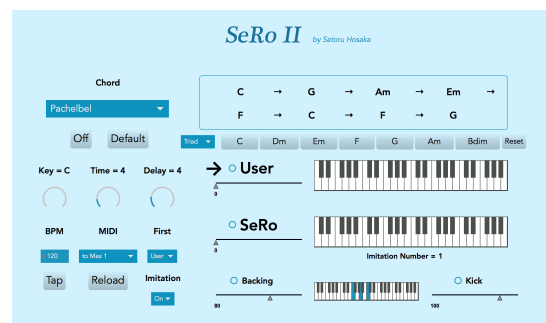 SeRo II by Satoru Hosaka
Chord
Pachelbel
Off Default
C → G → Am → Em →
F → C → F → G
Triad C Dm Em F G Am Bdim Reset
Key = C Time = 4 Delay = 4
→ User
0
BPM MIDI First
120 to Max 1 User
SeRo
0
Imitation Number = 1
Tap Reload Imitation
On
Backing Kick
80 100